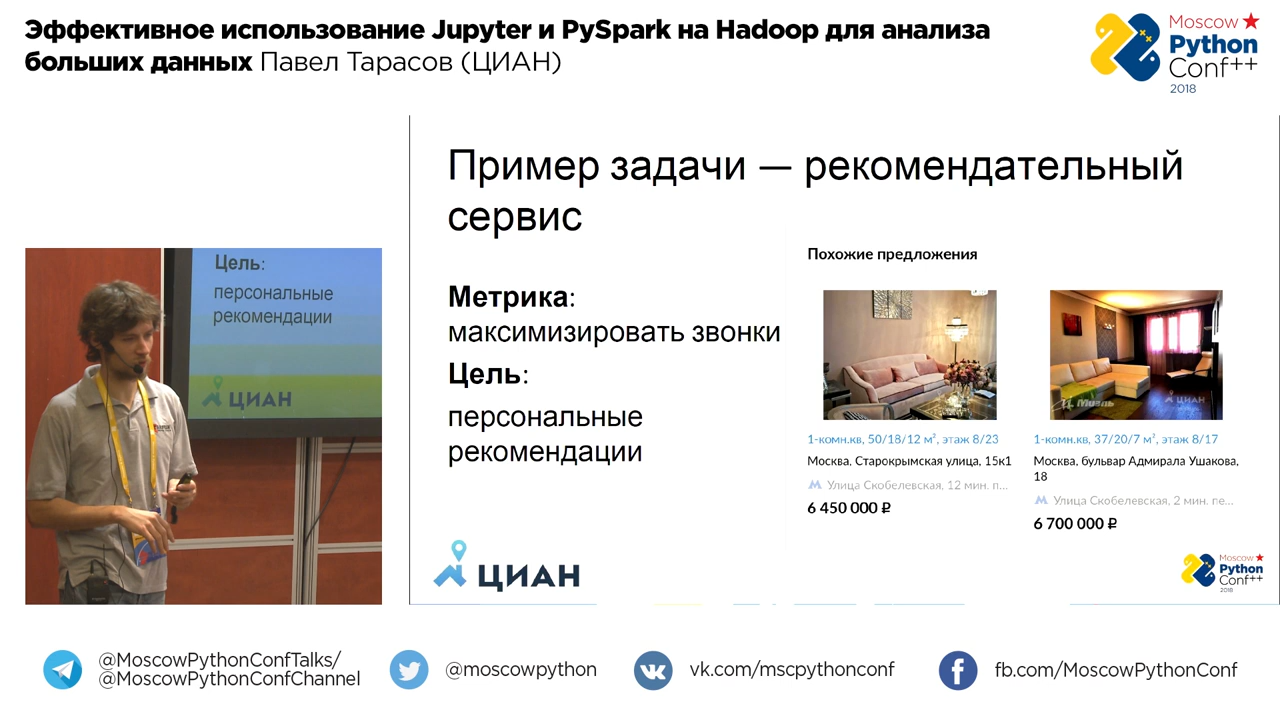 Эффективное использование Jupyter и PySpark на Hadoop для анализа
больших данных Павел Тарасов (ЦИАН)
Moscow
Python
Conf++
2018
Цель:
персональные
рекомендации
ЦИАН
Пример задачи — рекомендательный
сервис
Метрика:
максимизировать звонки
Цель:
персональные
рекомендации
Похожие предложения
Миэль
ЦИАН
1-комн.кв, 50/18/12 м², этаж 8/23
Москва, Старокрымская улица, 15к1
Улица Скобелевская, 12 мин. п...
6 450 000 ₽
1-комн.кв, 37/20/7 м², этаж 8/17
Москва, бульвар Адмирала Ушакова,
18
Улица Скобелевская, 2 мин. пе...
6 700 000 ₽
ЦИАН
Moscow
Python
Conf++
2018
@MoscowPythonConfTalks/
@MoscowPythonConfChannel
@moscowpython
vk.com/mscpythonconf
fb.com/MoscowPythonConf